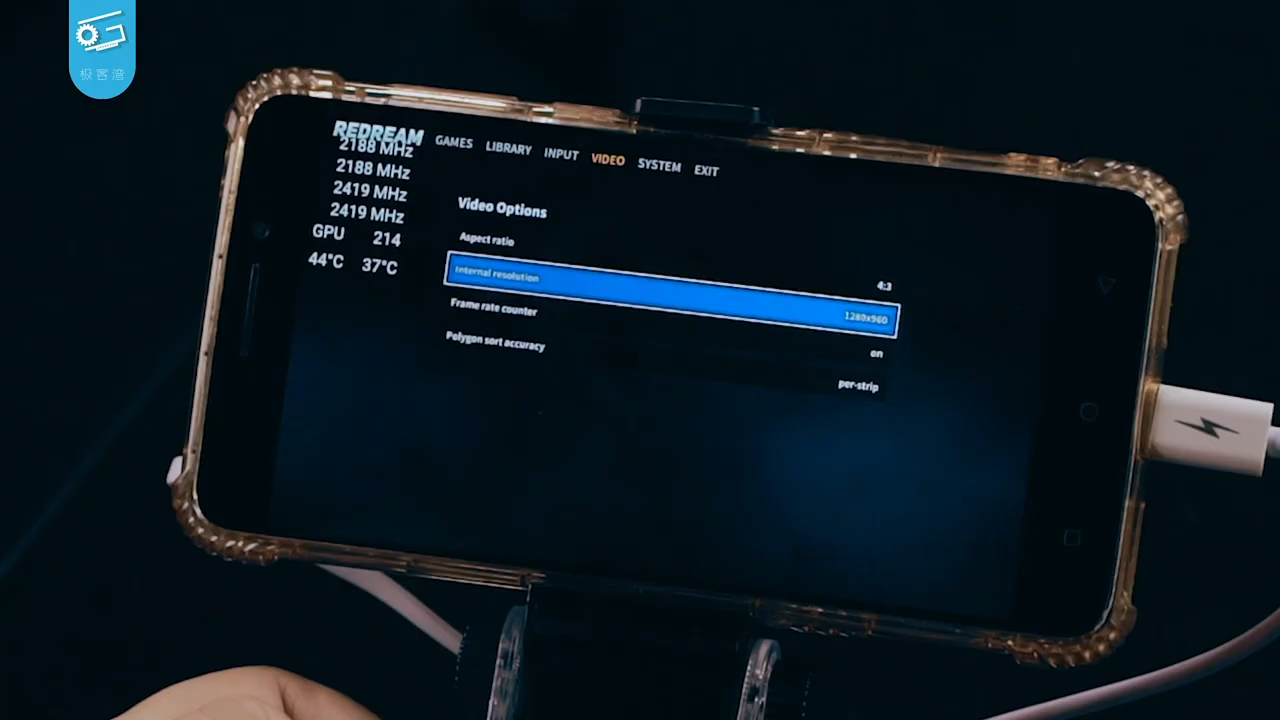 极客湾
REDREAM GAMES LIBRARY INPUT VIDEO SYSTEM EXIT
2188 MHz
2188 MHz
2419 MHz
2419 MHz
GPU 214
44°C 37°C
Video Options
Aspect ratio 4:3
Internal resolution 1280x960
Frame rate counter on
Polygon sort accuracy per-strip